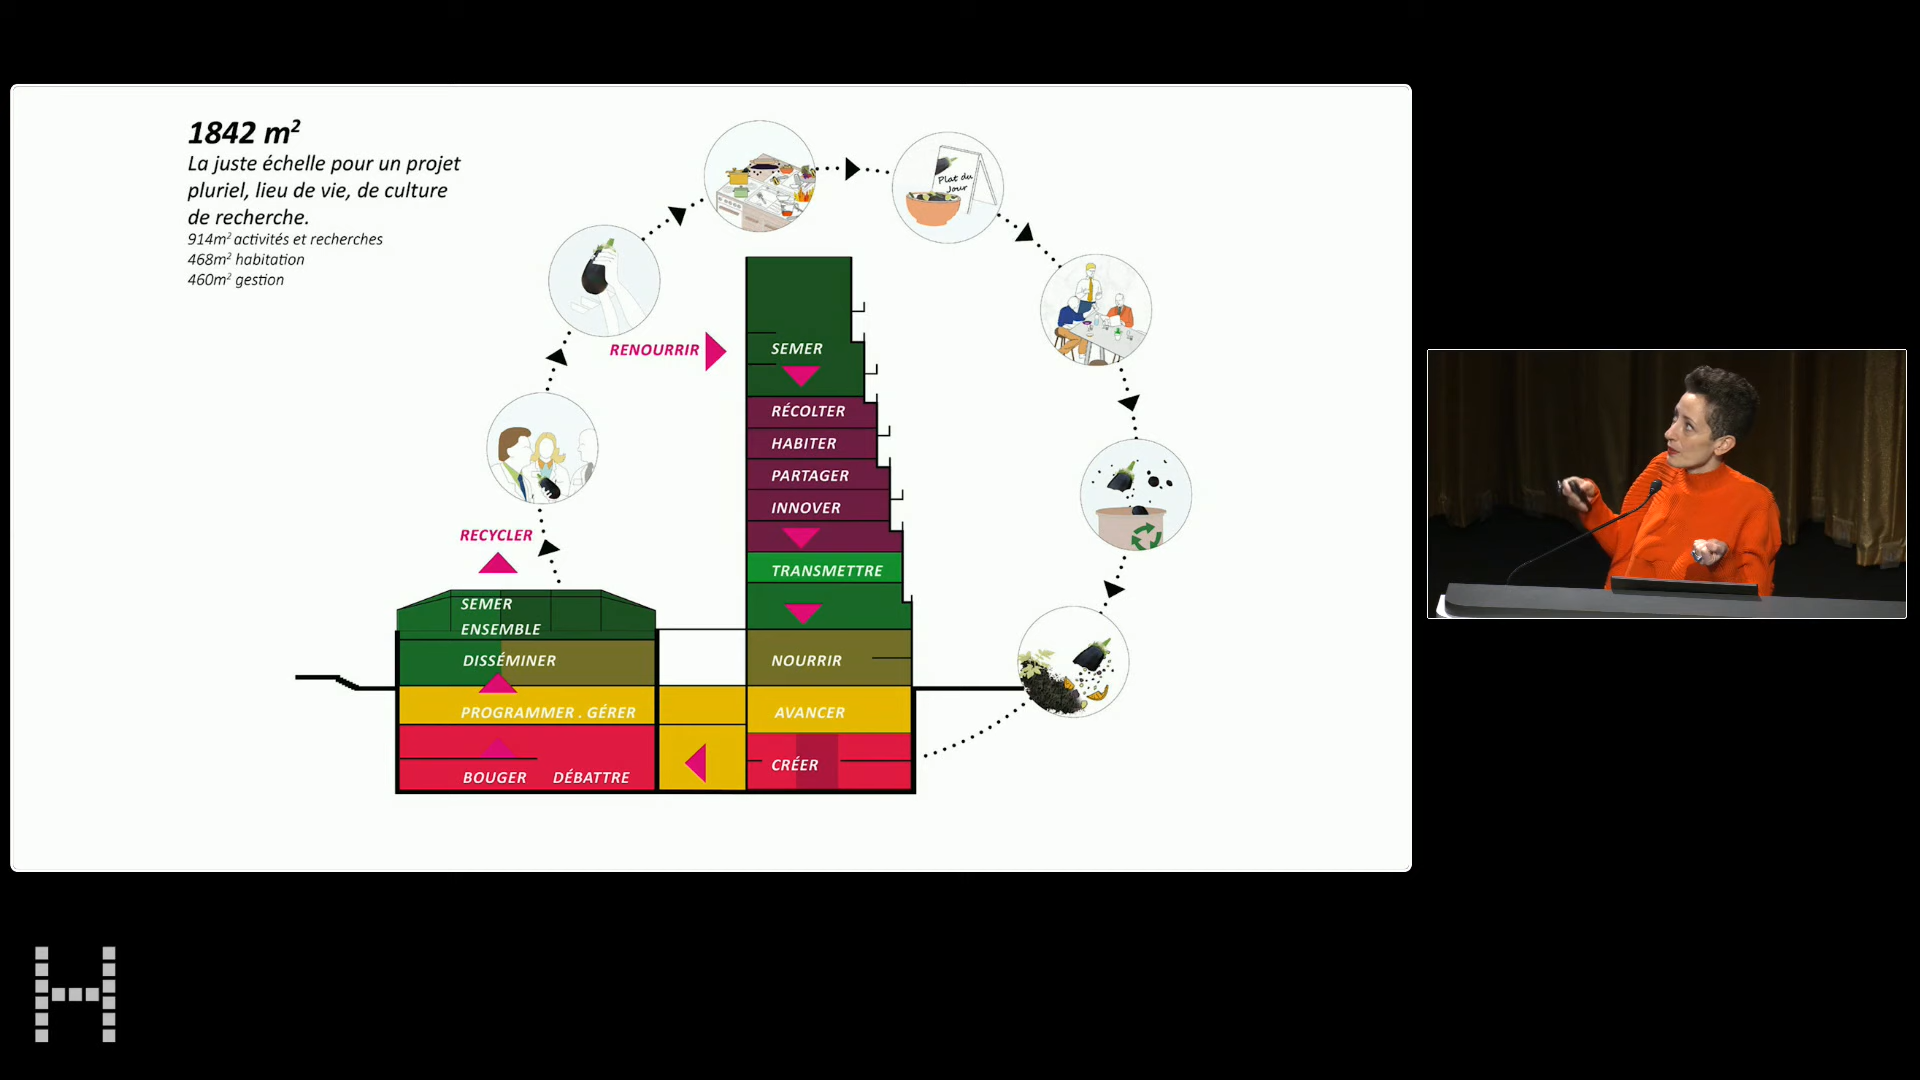 1842 m²
La juste échelle pour un projet
pluriel, lieu de vie, de culture
de recherche.
914m² activités et recherches
468m² habitation
460m² gestion
Plat du
Jour
RENOURRIR
SEMER
RÉCOLTER
HABITER
PARTAGER
INNOVER
RECYCLER
TRANSMETTRE
SEMER
ENSEMBLE
DISSÉMINER
NOURRIR
PROGRAMMER . GÉRER
AVANCER
CRÉER
BOUGER DÉBATTRE
H